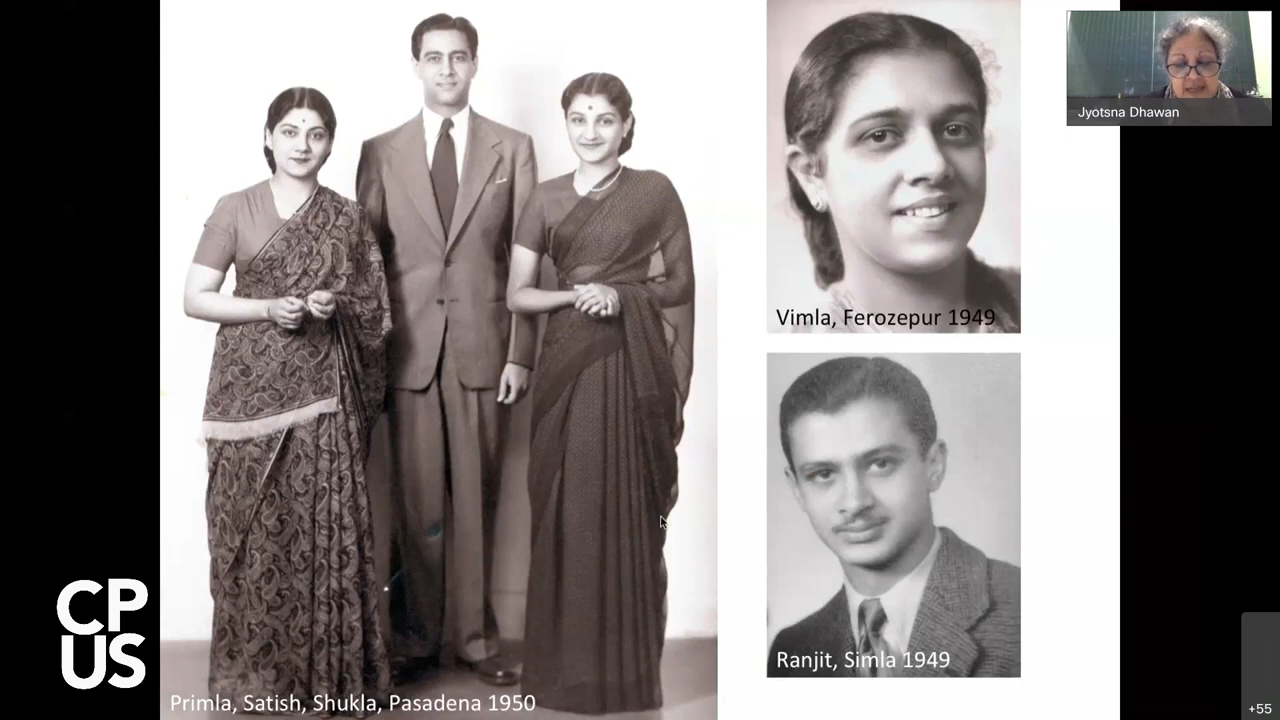 Jyotsna Dhawan
Vimla, Ferozepur 1949
CP
US
Ranjit, Simla 1949
Primla, Satish, Shukla, Pasadena 1950
+55